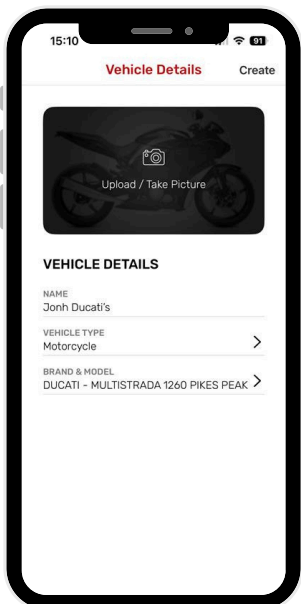 15:10
91
Vehicle Details
Create
Upload / Take Picture
VEHICLE DETAILS
NAME
Jonh Ducati's
VEHICLE TYPE
Motorcycle
BRAND & MODEL
DUCATI - MULTISTRADA 1260 PIKES PEAK